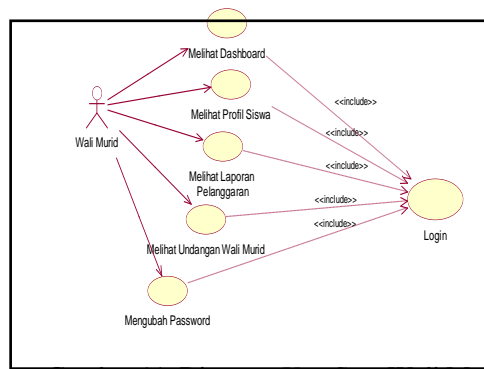 Melihat Dashboard
<<include>>
Melihat Profil Siswa
<<include>>
Wali Murid
<<include>>
Melihat Laporan
Pelanggaran
<<include>>
<<include>>
Login
Melihat Undangan Wali Murid
Mengubah Password